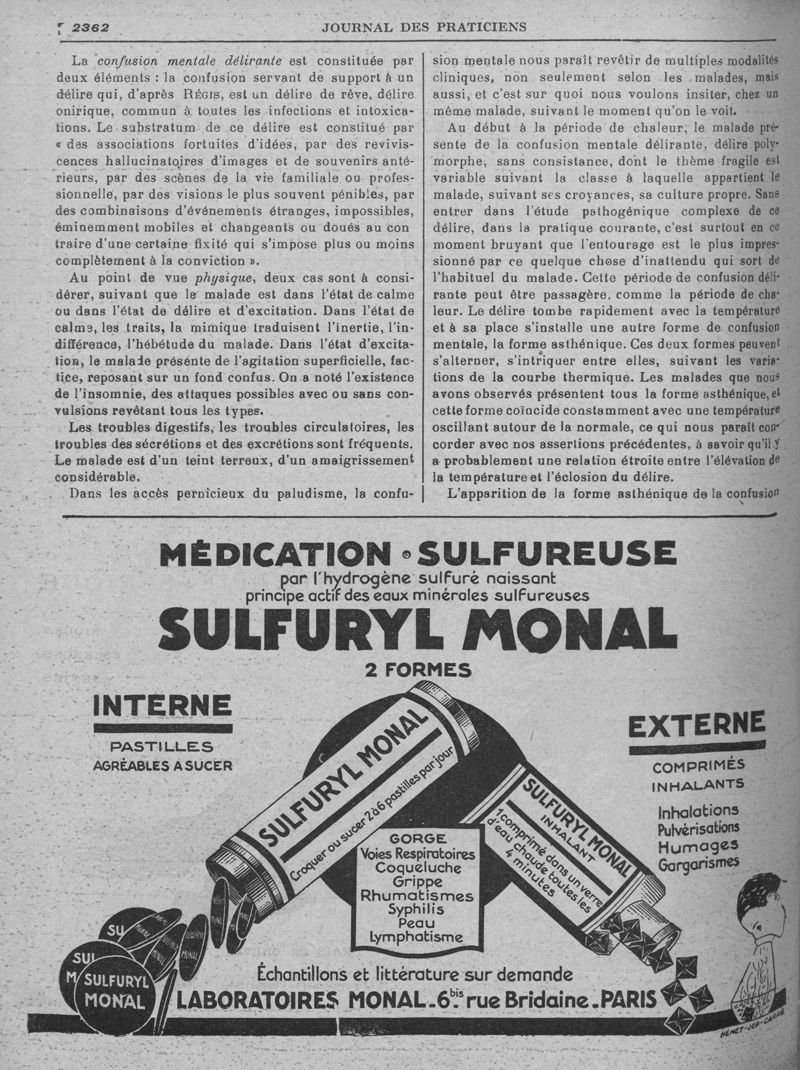 2362
JOURNAL DES PRATICIENS
La confusion mentale délirante est constituée par
deux éléments : la confusion servant de support à un
délire qui, d'après RÉGIS, est un délire de rêve, délire
onirique, commun à toutes les infections et intoxica-
tions. Le substratum de ce délire est constitué par
« des associations fortuites d'idées, par des revivis-
cences hallucinatoires d'images et de souvenirs anté-
rieurs, par des scènes de la vie familiale ou profes-
sionnelle, par des visions le plus souvent pénibles, par
des combinaisons d'événements étranges, impossibles,
éminemment mobiles et changeants ou doués au con
traire d'une certaine fixité qui s'impose plus ou moins
complètement à la conviction ».
Au point de vue physique, deux cas sont à consi-
dérer, suivant que le malade est dans l'état de calme
ou dans l'état de délire et d'excitation. Dans l'état de
calme, les traits, la mimique traduisent l'inertie, l'in-
différence, l'hébétude du malade. Dans l'état d'excita-
tion, le malade présente de l'agitation superficielle, fac-
tice, reposant sur un fond confus. On a noté l'existence
de l'insomnie, des attaques possibles avec ou sans con-
vulsions revêtant tous les types.
Les troubles digestifs, les troubles circulatoires, les
troubles des sécrétions et des excrétions sont fréquents.
Le malade est d'un teint terreux, d'un amaigrissement
considérable.
Dans les accès pernicieux du paludisme, la confu-
sion mentale nous paraît revêtir de multiples modalités
cliniques, non seulement selon les malades, mais
aussi, et c'est sur quoi nous voulons insiter, chez un
même malade, suivant le moment qu'on le voit.
Au début à la période de chaleur, le malade pré-
sente de la confusion mentale délirante, délire poly-
morphe, sans consistance, dont le thème fragile est
variable suivant la classe à laquelle appartient le
malade, suivant ses croyances, sa culture propre. Sans
entrer dans l'étude pathogénique complexe de ce
délire, dans la pratique courante, c'est surtout en ce
moment bruyant que l'entourage est le plus impres-
sionné par ce quelque chose d'inattendu qui sort de
l'habituel du malade. Cette période de confusion déli-
rante peut être passagère, comme la période de cha-
leur. Le délire tombe rapidement avec la température
et à sa place s'installe une autre forme de confusion
mentale, la forme asthénique. Ces deux formes peuvent
s'alterner, s'intriquer entre elles, suivant les varia-
tions de la courbe thermique. Les malades que nous
avons observés présentent tous la forme asthénique, et
cette forme coïncide constamment avec une température
oscillant autour de la normale, ce qui nous paraît con-
corder avec nos assertions précédentes, à savoir qu'il y
a probablement une relation étroite entre l'élévation de
la température et l'éclosion du délire.
L'apparition de la forme asthénique de la confusion
MÉDICATION SULFUREUSE
par l'hydrogène sulfuré naissant
principe actif des eaux minérales sulfureuses
SULFURYL MONAL
2 FORMES
INTERNE
PASTILLES
AGRÉABLES A SUCER
EXTERNE
COMPRIMÉS
INHALANTS
Inhalations
Pulvérisations
Humages
Gargarismes
SULFURYL MONAL
Croquer ou sucer 2 à 6 pastilles par jour
SULFURYL MONAL
INHALANT
1 comprimé dans un verre
d'eau chaude toutes les
4 minutes
GORGE
Voies Respiratoires
Coqueluche
Grippe
Rhumatismes
Syphilis
Peau
Lymphatisme
SU
SUL
M
SULFURYL
MONAL
Échantillons et littérature sur demande
LABORATOIRES MONAL_6bis rue Bridaine_PARIS
HÉMET-JEP-CARRÉ